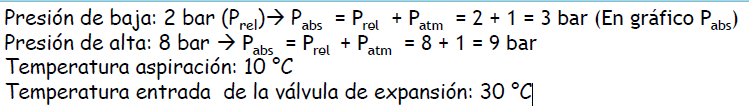 Presión de baja: 2 bar (Prel)→ Pabs = Prel + Patm = 2 + 1 = 3 bar (En gráfico Pabs)
Presión de alta: 8 bar → Pabs = Prel + Patm = 8 + 1 = 9 bar
Temperatura aspiración: 10 °C
Temperatura entrada de la válvula de expansión: 30 °C